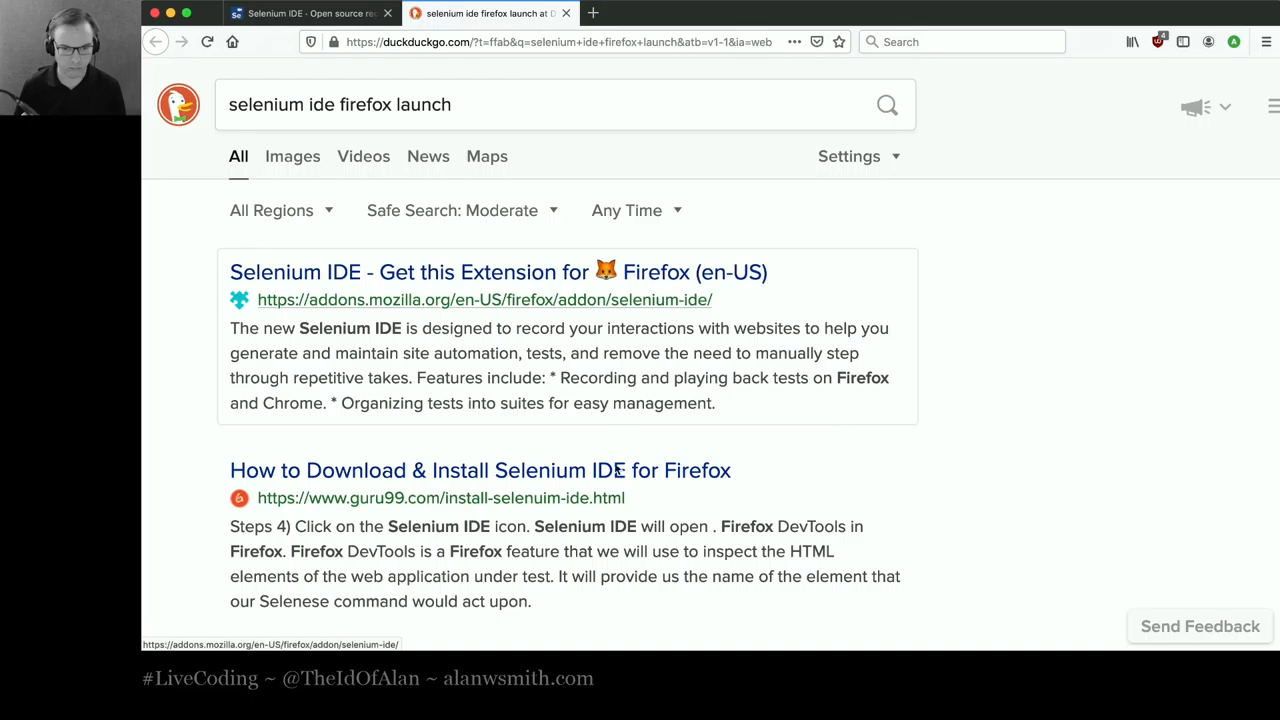 Selenium IDE · Open source rec
selenium ide firefox launch at D
https://duckduckgo.com/?t=ffab&q=selenium+ide+firefox+launch&atb=v1-1&ia=web
Search
4
A
selenium ide firefox launch
All
Images
Videos
News
Maps
Settings
All Regions
Safe Search: Moderate
Any Time
Selenium IDE - Get this Extension for 🦊 Firefox (en-US)
https://addons.mozilla.org/en-US/firefox/addon/selenium-ide/
The new Selenium IDE is designed to record your interactions with websites to help you
generate and maintain site automation, tests, and remove the need to manually step
through repetitive takes. Features include: * Recording and playing back tests on Firefox
and Chrome. * Organizing tests into suites for easy management.
How to Download & Install Selenium IDE for Firefox
https://www.guru99.com/install-selenuim-ide.html
Steps 4) Click on the Selenium IDE icon. Selenium IDE will open . Firefox DevTools in
Firefox. Firefox DevTools is a Firefox feature that we will use to inspect the HTML
elements of the web application under test. It will provide us the name of the element that
our Selenese command would act upon.
Send Feedback
https://addons.mozilla.org/en-US/firefox/addon/selenium-ide/
#LiveCoding ~ @TheIdOfAlan ~ alanwsmith.com